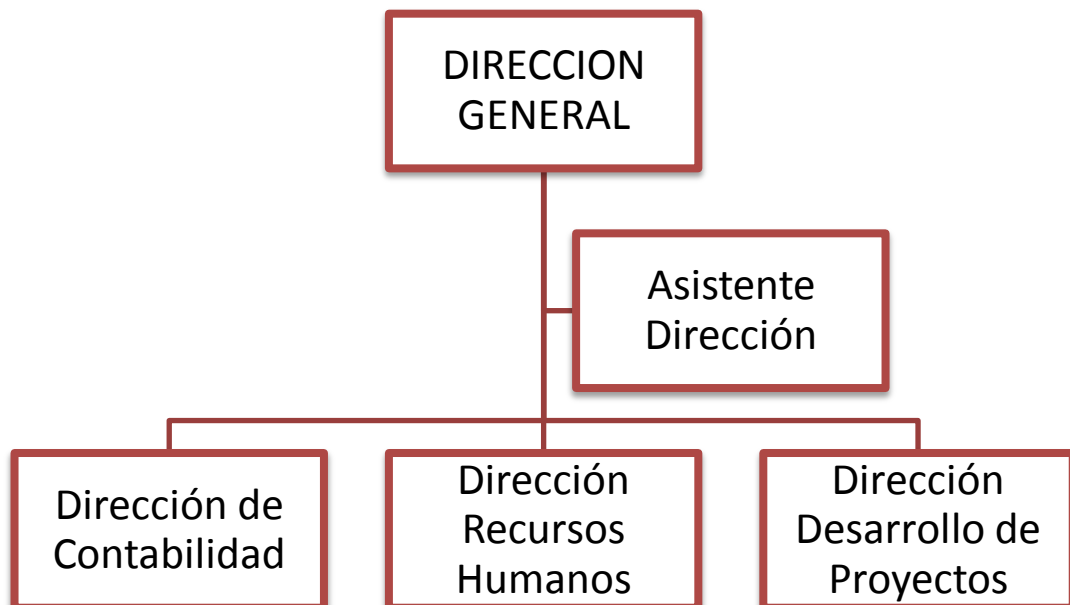 DIRECCION
GENERAL
Asistente
Dirección
Dirección de
Contabilidad
Dirección
Recursos
Humanos
Dirección
Desarrollo de
Proyectos